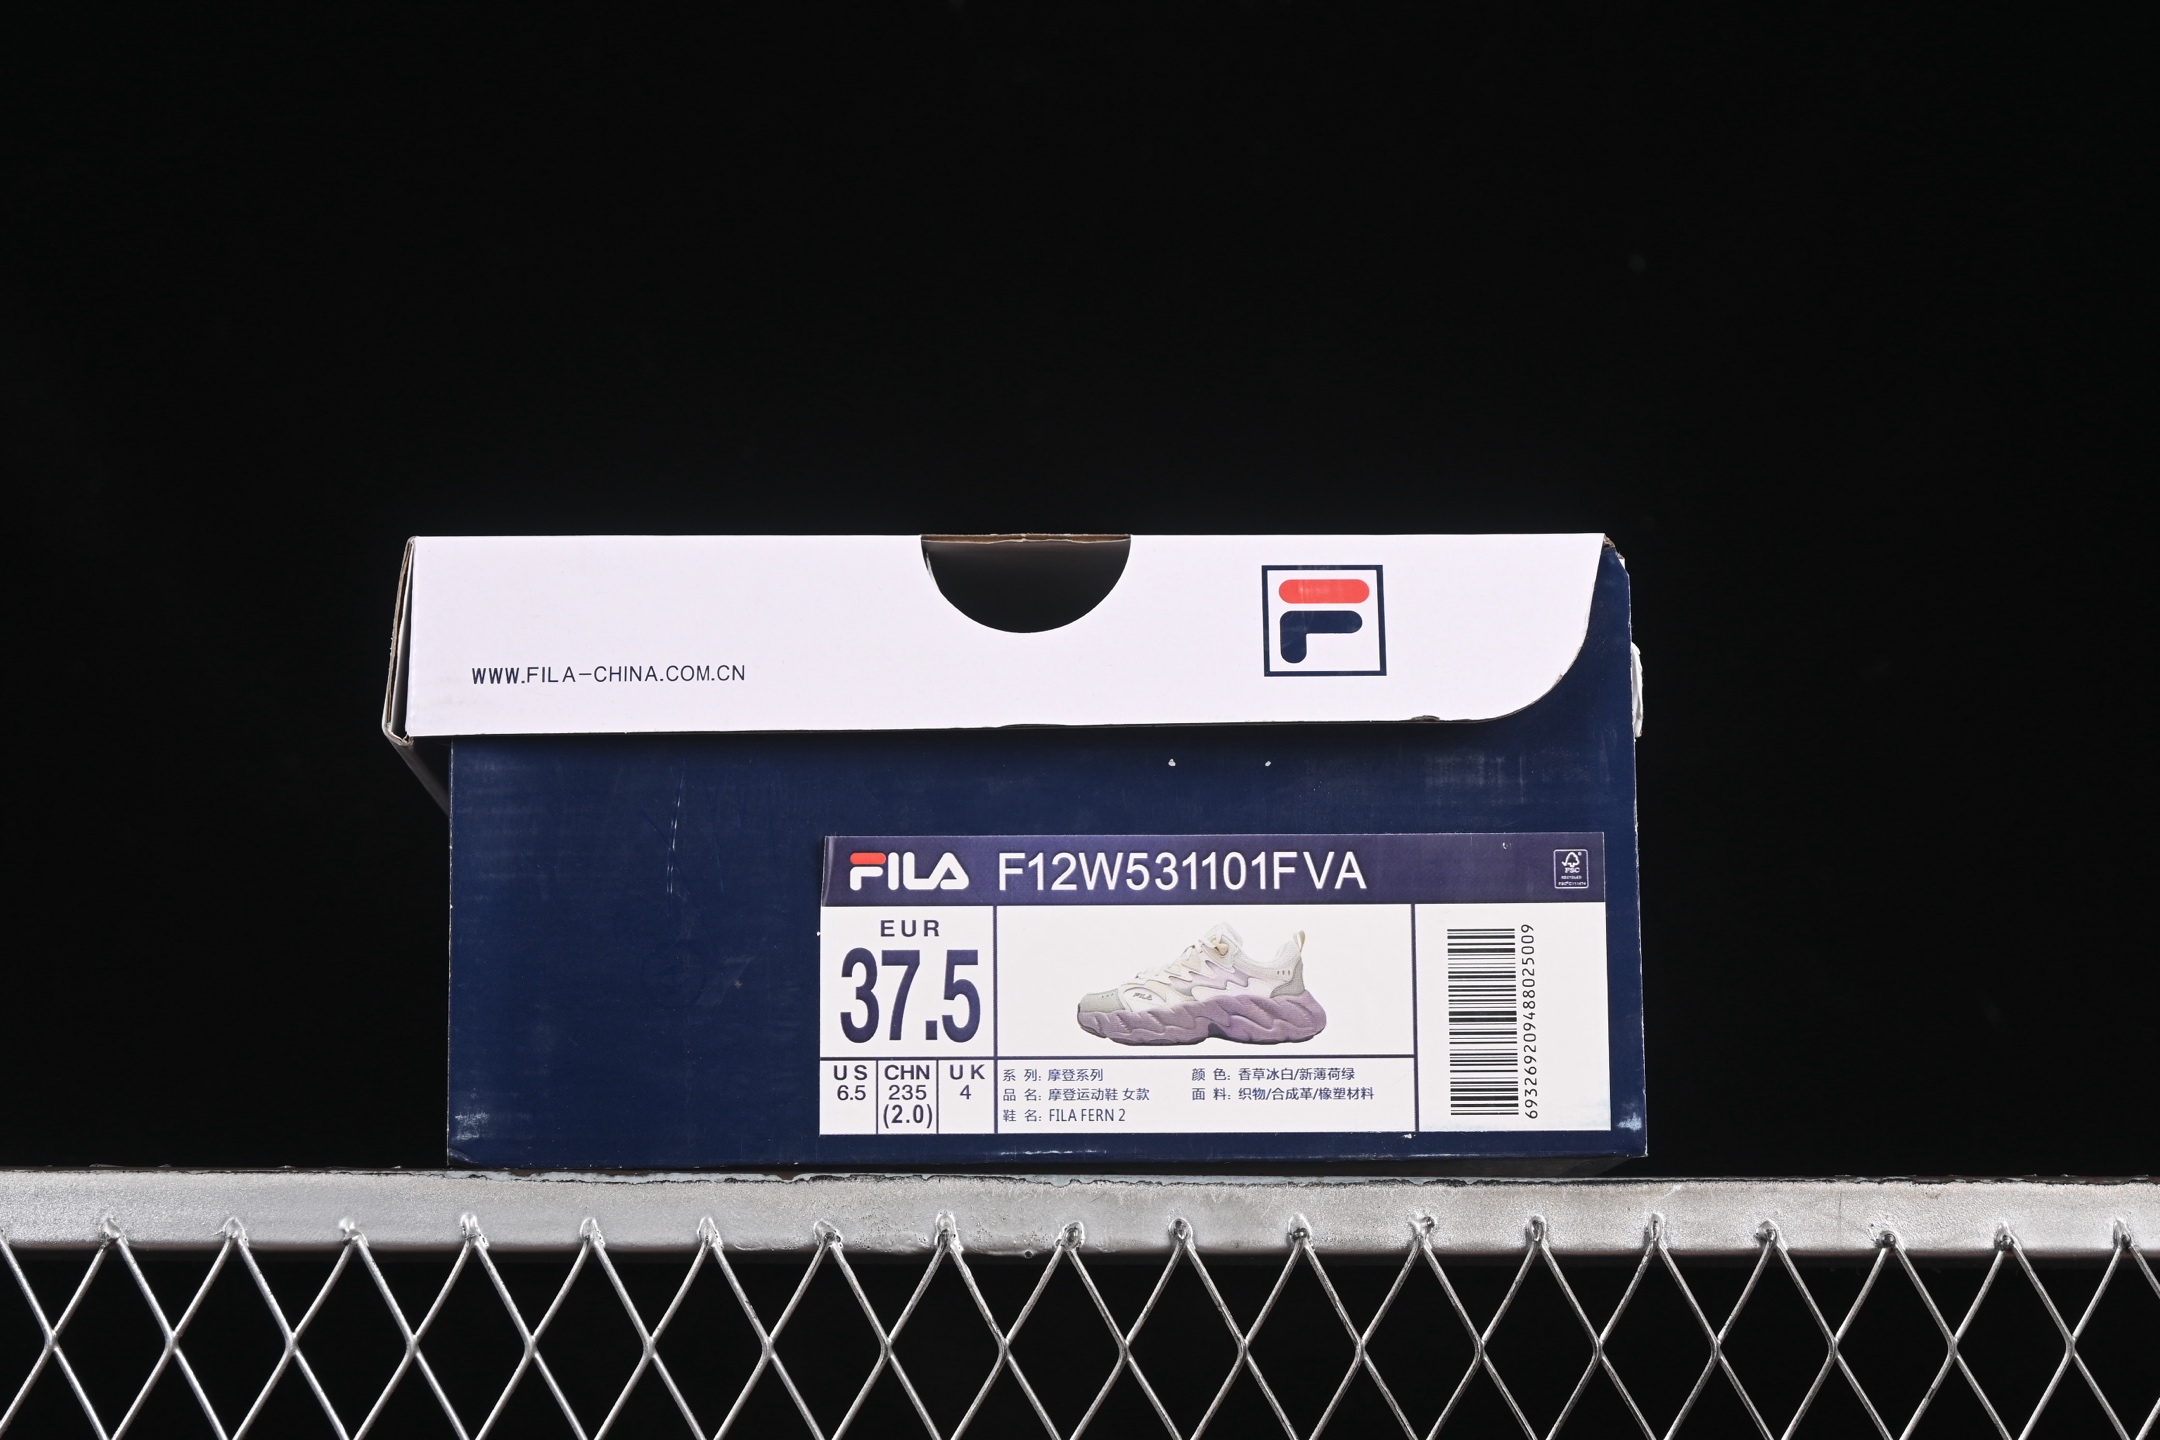 WWW.FILA-CHINA.COM.CN
FILA F12W531101FVA
FSC
EUR
37.5
US CHN UK
6.5 235 4
(2.0)
系 列: 摩登系列
品 名: 摩登运动鞋 女款
鞋 名: FILA FERN 2
颜 色: 香草冰白/新薄荷绿
面 料: 织物/合成革/橡塑材料
693269209488025009